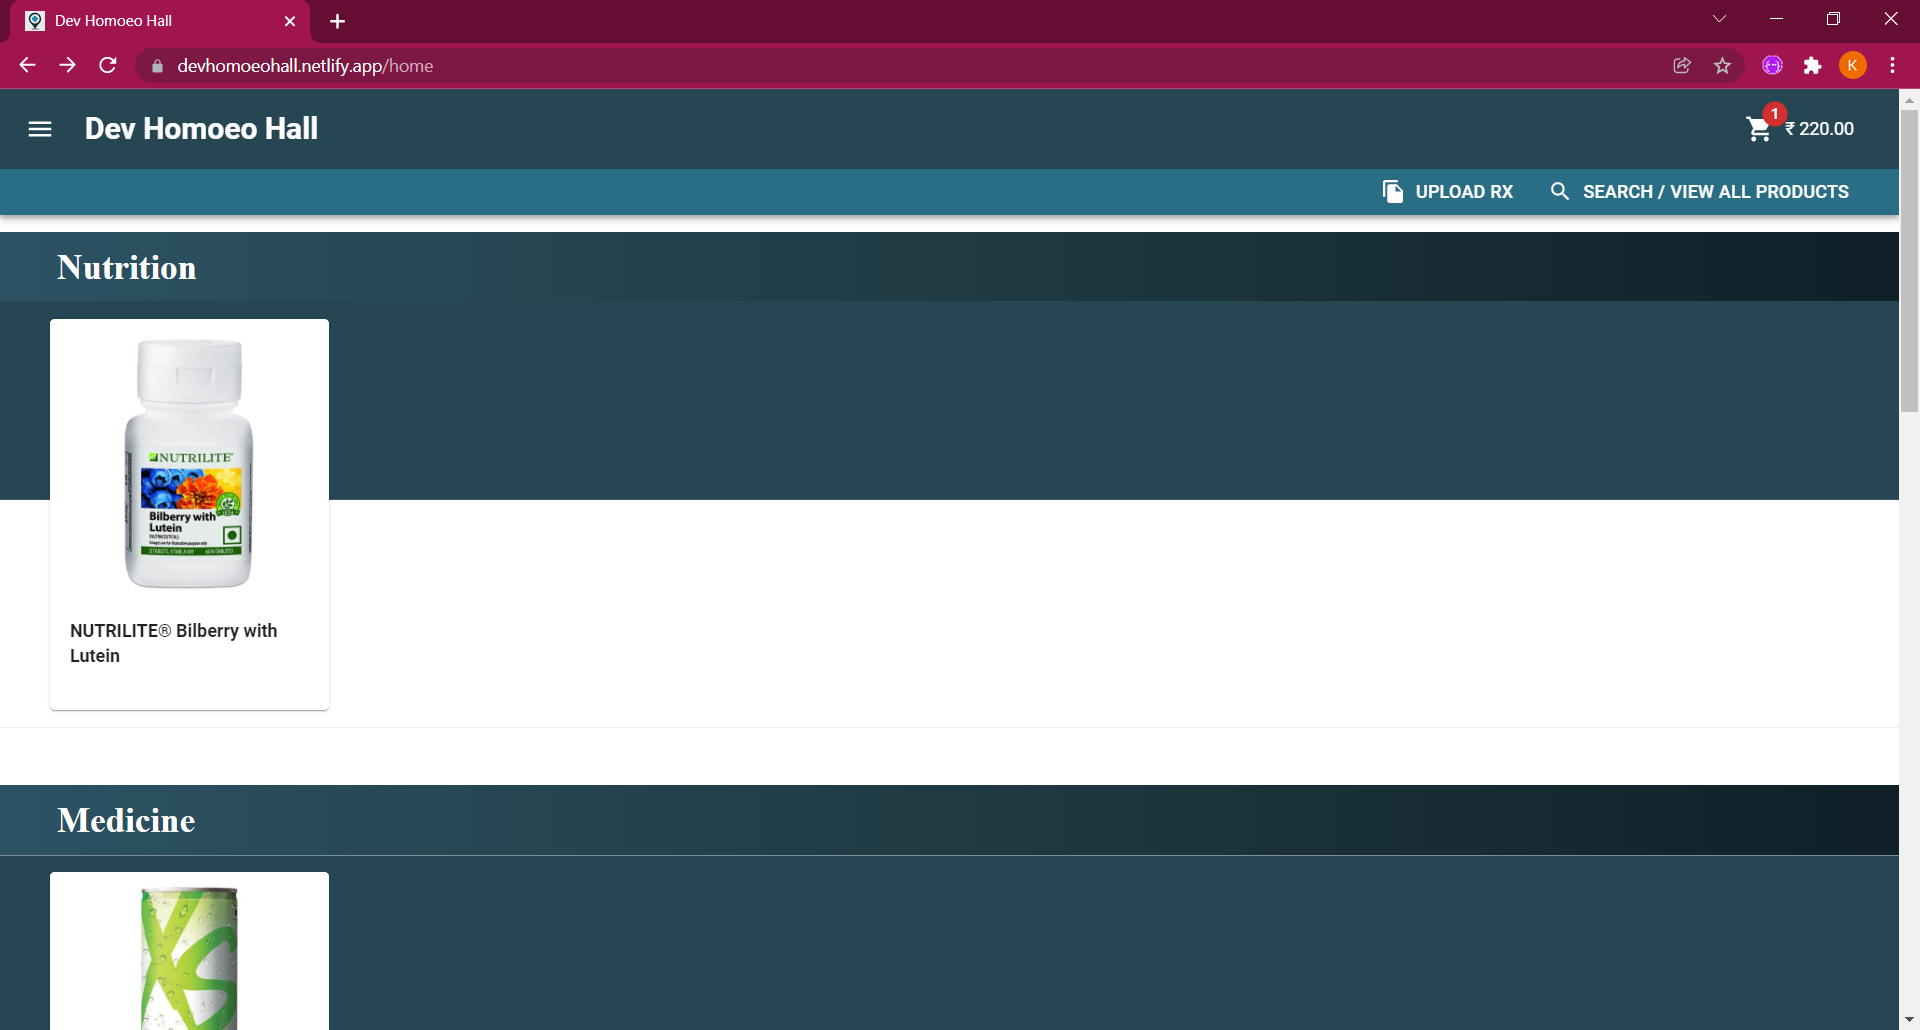 Dev Homoeo Hall
devhomoeohall.netlify.app/home
K
Dev Homoeo Hall
1
₹ 220.00
UPLOAD RX
SEARCH / VIEW ALL PRODUCTS
Nutrition
NUTRILITE
Bilberry with
Lutein
NUTRILITE® Bilberry with
Lutein
Medicine
XS